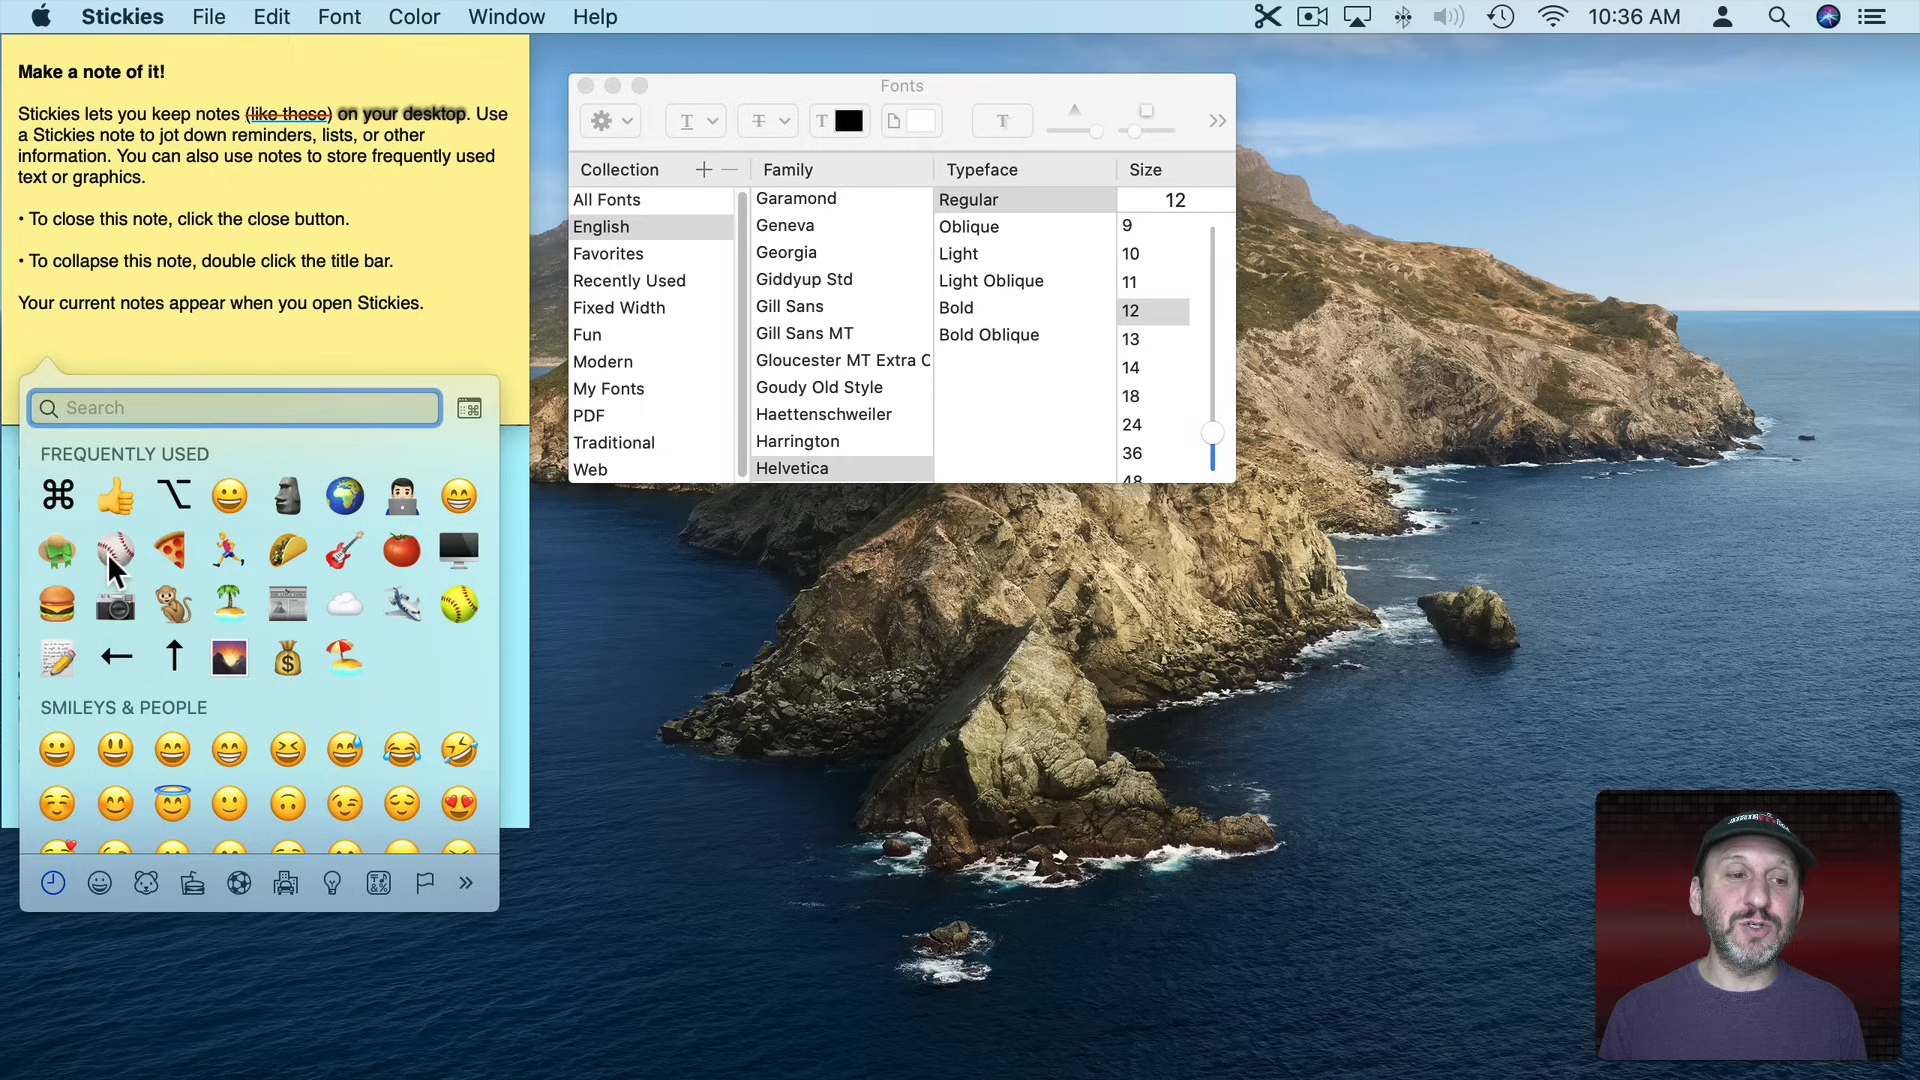 Stickies File Edit Font Color Window Help 10:36 AM
Make a note of it!
Stickies lets you keep notes (like these) on your desktop. Use
a Stickies note to jot down reminders, lists, or other
information. You can also use notes to store frequently used
text or graphics.
• To close this note, click the close button.
• To collapse this note, double click the title bar.
Your current notes appear when you open Stickies.
Search
FREQUENTLY USED
SMILEYS & PEOPLE
Fonts
Collection Family Typeface Size
All Fonts
English
Favorites
Recently Used
Fixed Width
Fun
Modern
My Fonts
PDF
Traditional
Web
Garamond
Geneva
Georgia
Giddyup Std
Gill Sans
Gill Sans MT
Gloucester MT Extra C
Goudy Old Style
Haettenschweiler
Harrington
Helvetica
Regular
Oblique
Light
Light Oblique
Bold
Bold Oblique
12
9
10
11
12
13
14
18
24
36
48